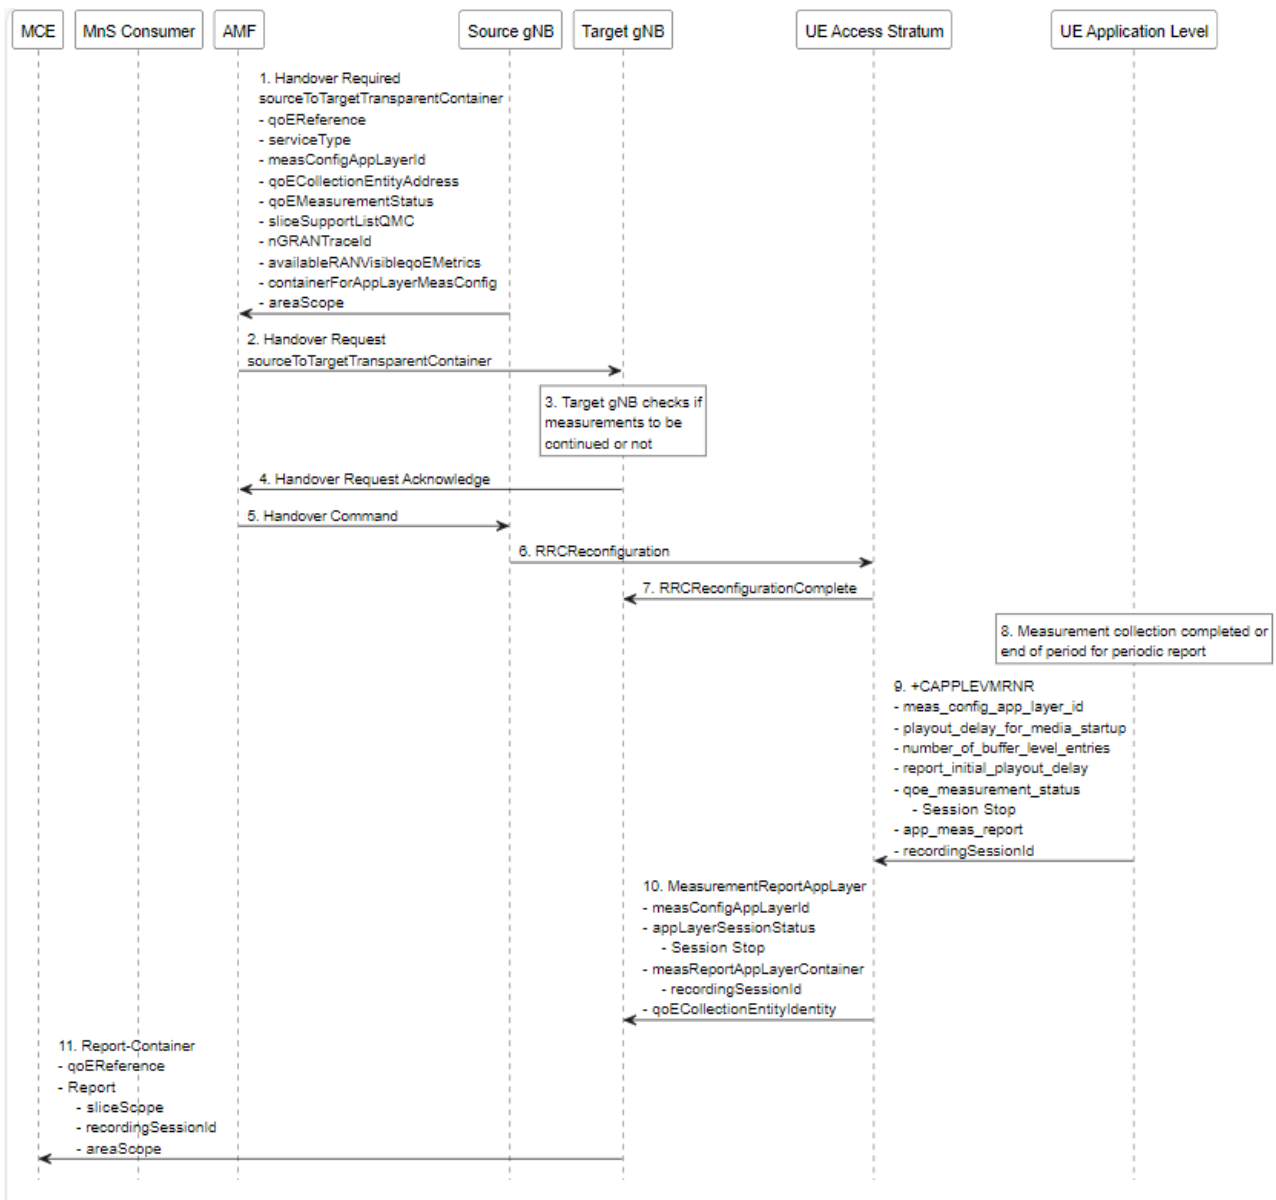 MCE
MnS Consumer
AMF
Source gNB
Target gNB
UE Access Stratum
UE Application Level
1. Handover Required
sourceToTargetTransparentContainer
- qoEReference
- serviceType
- measConfigAppLayerId
- qoECollectionEntityAddress
- qoEMeasurementStatus
- sliceSupportListQMC
- nGRANTraceId
- availableRANVisibleqoEMetrics
- containerForAppLayerMeasConfig
- areaScope
2. Handover Request
sourceToTargetTransparentContainer
3. Target gNB checks if
measurements to be
continued or not
4. Handover Request Acknowledge
5. Handover Command
6. RRCReconfiguration
7. RRCReconfigurationComplete
8. Measurement collection completed or
end of period for periodic report
9. +CAPPLEVMRNR
- meas_config_app_layer_id
- playout_delay_for_media_startup
- number_of_buffer_level_entries
- report_initial_playout_delay
- qoe_measurement_status
- Session Stop
- app_meas_report
- recordingSessionId
10. MeasurementReportAppLayer
- measConfigAppLayerId
- appLayerSessionStatus
- Session Stop
- measReportAppLayerContainer
- recordingSessionId
- qoECollectionEntityIdentity
11. Report-Container
- qoEReference
- Report
- sliceScope
- recordingSessionId
- areaScope